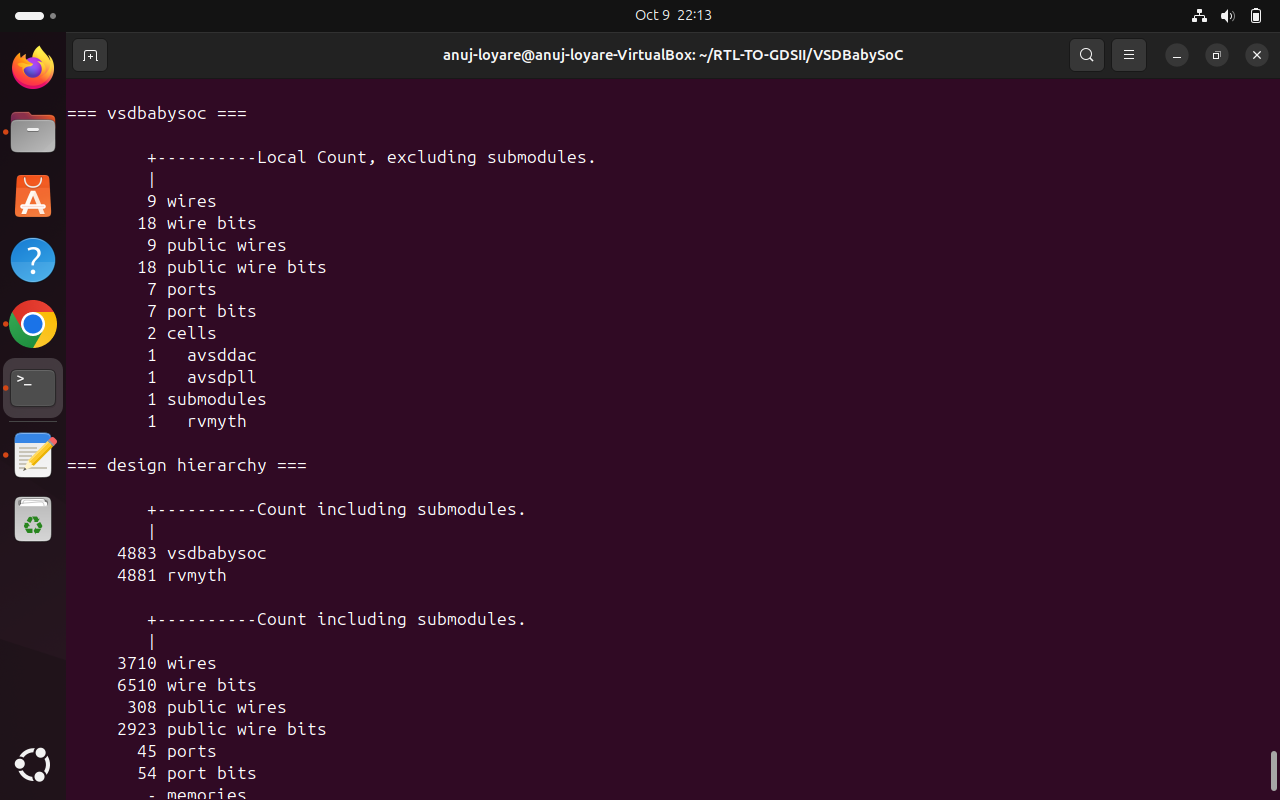 Oct 9 22:13
anuj-loyare@anuj-loyare-VirtualBox: ~/RTL-TO-GDSII/VSDBabySoC
=== vsdbabysoc ===
+----------Local Count, excluding submodules.
|
9 wires
18 wire bits
9 public wires
18 public wire bits
7 ports
7 port bits
2 cells
1 avsddac
1 avsdpll
1 submodules
1 rvmyth
=== design hierarchy ===
+----------Count including submodules.
|
4883 vsdbabysoc
4881 rvmyth
+----------Count including submodules.
|
3710 wires
6510 wire bits
308 public wires
2923 public wire bits
45 ports
54 port bits
- memories